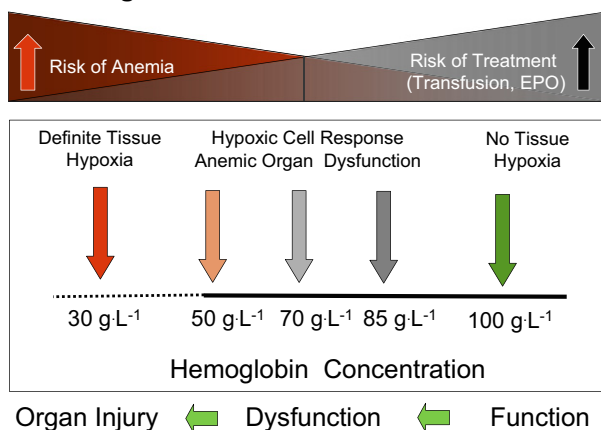 Risk of Anemia
Risk of Treatment
(Transfusion, EPO)
Definite Tissue
Hypoxia
Hypoxic Cell Response
Anemic Organ Dysfunction
No Tissue
Hypoxia
30 g·L⁻¹ 50 g·L⁻¹ 70 g·L⁻¹ 85 g·L⁻¹ 100 g·L⁻¹
Hemoglobin Concentration
Organ Injury Dysfunction Function